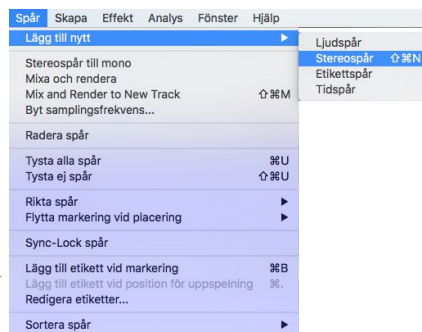 Spår Skapa Effekt Analys Fönster Hjälp
Lägg till nytt ▶
Ljudspår
Stereospår ⇧⌘N
Etikettspår
Tidspår
Stereospår till mono
Mixa och rendera
Mix and Render to New Track ⇧⌘M
Byt samplingsfrekvens...
Radera spår
Tysta alla spår ⌘U
Tysta ej spår ⇧⌘U
Rikta spår ▶
Flytta markering vid placering ▶
Sync-Lock spår
Lägg till etikett vid markering ⌘B
Lägg till etikett vid position för uppspelning ⌘.
Redigera etiketter...
Sortera spår ▶